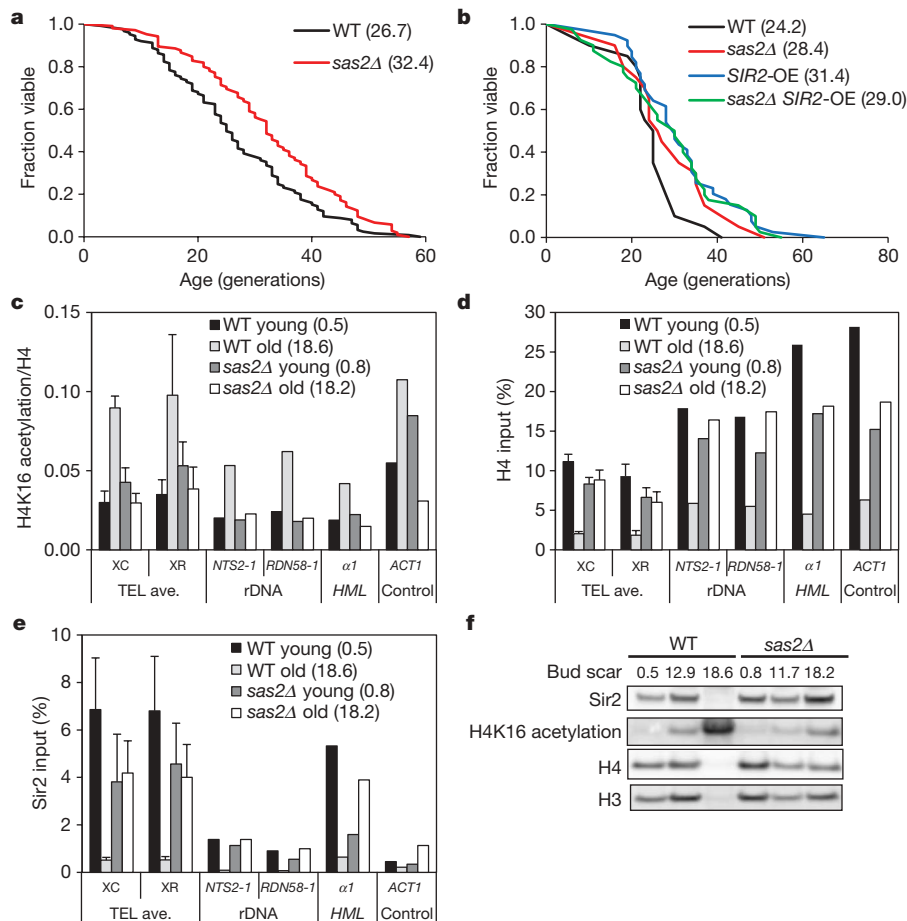 a
Fraction viable
1.0
0.8
0.6
0.4
0.2
0.0
0
20
40
60
Age (generations)
WT (26.7)
sas2Δ (32.4)
b
Fraction viable
1.0
0.8
0.6
0.4
0.2
0.0
0
20
40
60
80
Age (generations)
WT (24.2)
sas2Δ (28.4)
SIR2-OE (31.4)
sas2Δ SIR2-OE (29.0)
c
H4K16 acetylation/H4
0.15
0.10
0.05
0.00
WT young (0.5)
WT old (18.6)
sas2Δ young (0.8)
sas2Δ old (18.2)
XC XR NTS2-1 RDN58-1 α1 ACT1
TEL ave. rDNA HML Control
d
H4 input (%)
30
25
20
15
10
5
0
WT young (0.5)
WT old (18.6)
sas2Δ young (0.8)
sas2Δ old (18.2)
XC XR NTS2-1 RDN58-1 α1 ACT1
TEL ave. rDNA HML Control
e
Sir2 input (%)
10
8
6
4
2
0
WT young (0.5)
WT old (18.6)
sas2Δ young (0.8)
sas2Δ old (18.2)
XC XR NTS2-1 RDN58-1 α1 ACT1
TEL ave. rDNA HML Control
f
WT sas2Δ
Bud scar 0.5 12.9 18.6 0.8 11.7 18.2
Sir2
H4K16 acetylation
H4
H3